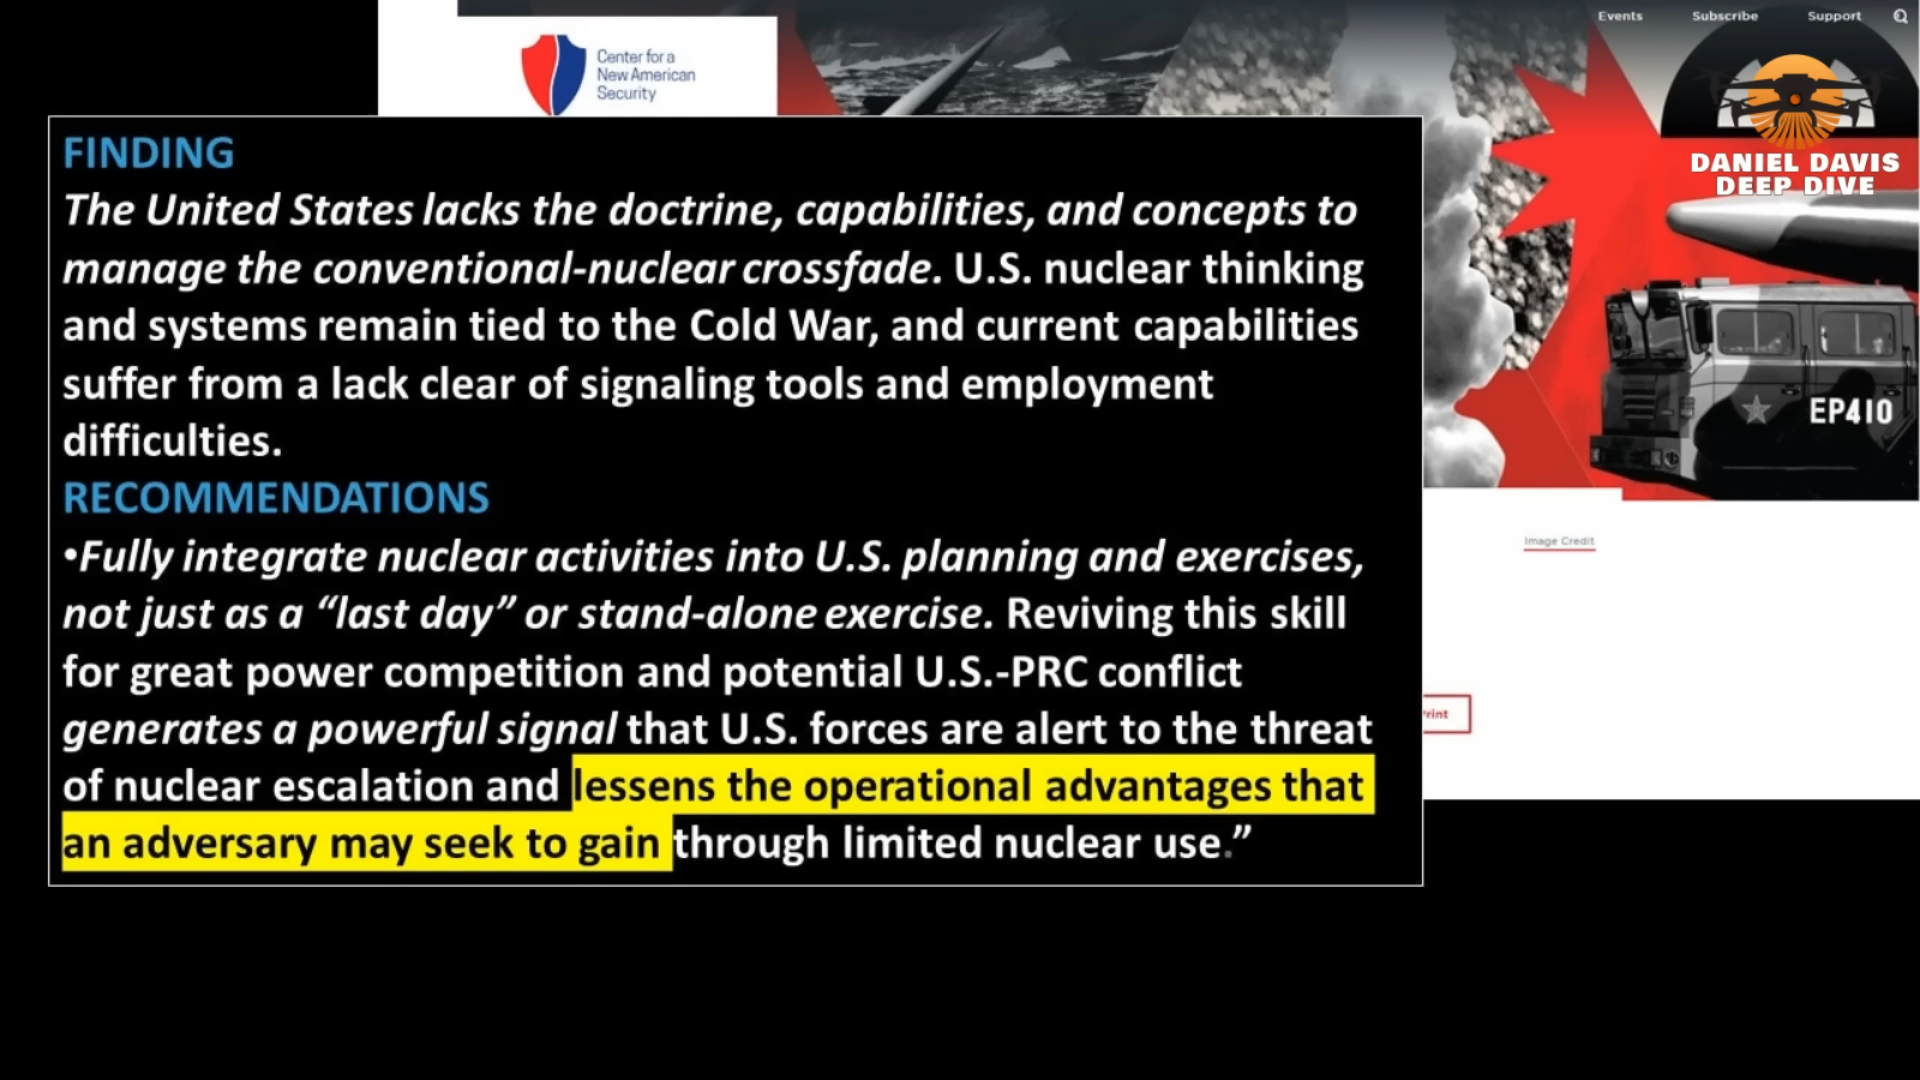 Events Subscribe Support
Center for a
New American
Security
DANIEL DAVIS
DEEP DIVE
FINDING
The United States lacks the doctrine, capabilities, and concepts to
manage the conventional-nuclear crossfade. U.S. nuclear thinking
and systems remain tied to the Cold War, and current capabilities
suffer from a lack clear of signaling tools and employment
difficulties.
RECOMMENDATIONS
•Fully integrate nuclear activities into U.S. planning and exercises,
not just as a “last day” or stand-alone exercise. Reviving this skill
for great power competition and potential U.S.-PRC conflict
generates a powerful signal that U.S. forces are alert to the threat
of nuclear escalation and lessens the operational advantages that
an adversary may seek to gain through limited nuclear use.”
EP410
Image Credit
rint